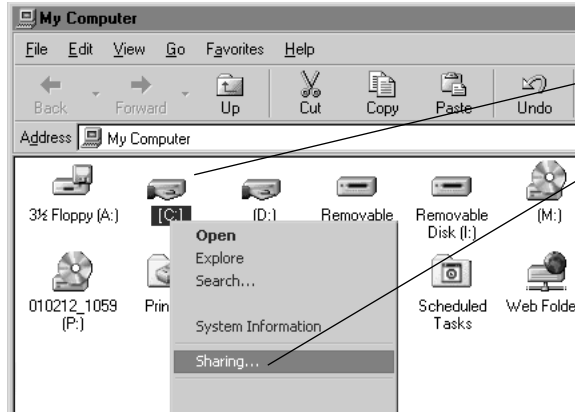 My Computer
File Edit View Go Favorites Help
Back Forward Up Cut Copy Paste Undo
Address My Computer
3½ Floppy (A:) (C:) (D:) Removable Removable Disk (I:) (M:)
010212_1059 (P:) Prin Scheduled Tasks Web Folde
Open
Explore
Search...
System Information
Sharing...